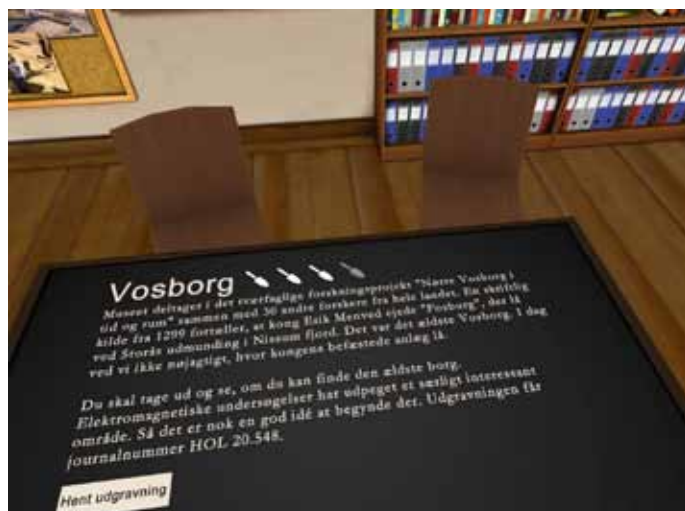 Vosborg
Museet deltager i det tværfaglige forskningsprojekt "Nørre Vosborg i
tid og rum" sammen med 30 andre forskere fra hele landet. En skriftlig
kilde fra 1299 fortæller, at kong Erik Menved ejede "Fosborg", der lå
ved Storås udmunding i Nissum fjord. Det var det ældste Vosborg. I dag
ved vi ikke nøjagtigt, hvor kongens befæstede anlæg lå.
Du skal tage ud og se, om du kan finde den ældste borg.
Elektromagnetiske undersøgelser har udpeget et særligt interessant
område. Så det er nok en god idé at begynde der. Udgravningen får
journalnummer HOL 20.548.
Hent udgravning